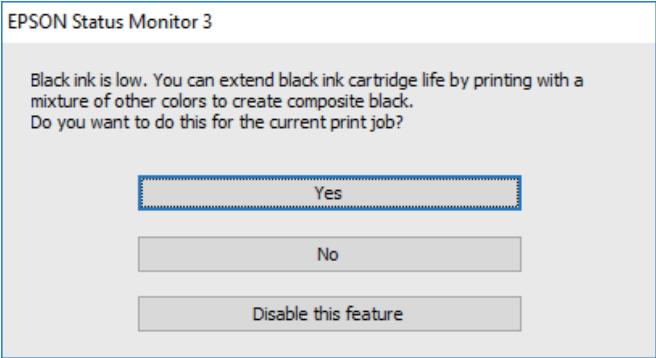 EPSON Status Monitor 3
Black ink is low. You can extend black ink cartridge life by printing with a
mixture of other colors to create composite black.
Do you want to do this for the current print job?
Yes
No
Disable this feature